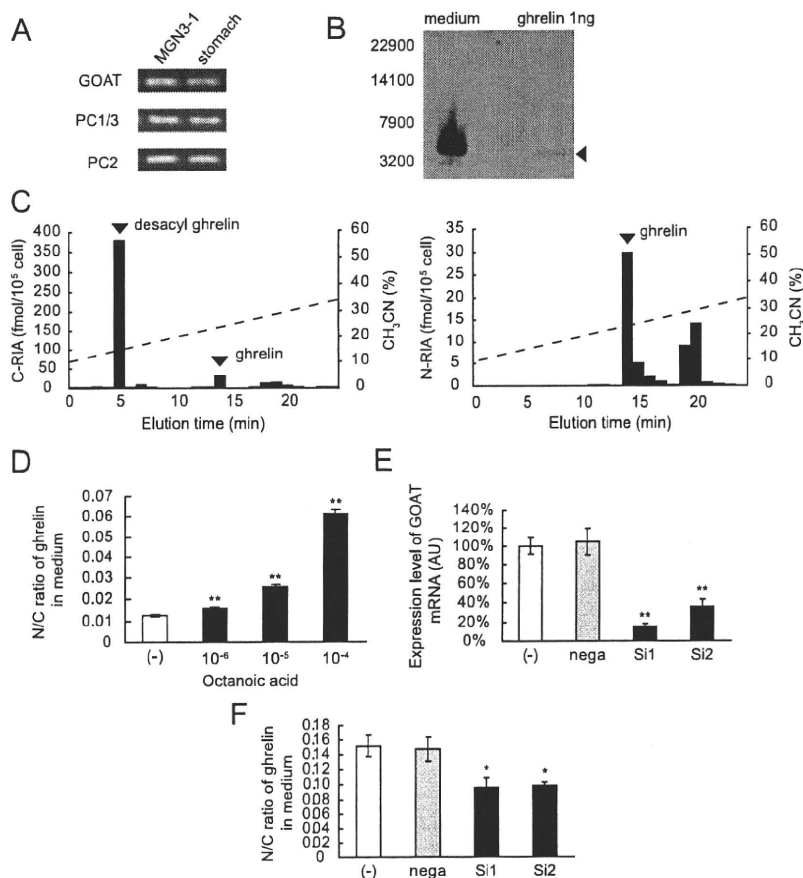 A
MGN3-1
stomach
GOAT
PC1/3
PC2
B
medium
ghrelin 1ng
22900
14100
7900
3200
C
C-RIA (fmol/10⁵ cell)
400
350
300
250
200
150
100
50
0
desacyl ghrelin
ghrelin
60
50
40
30
20
10
0
CH₃CN (%)
0 5 10 15 20
Elution time (min)
N-RIA (fmol/10⁵ cell)
35
30
25
20
15
10
5
0
ghrelin
60
50
40
30
20
10
0
CH₃CN (%)
0 5 10 15 20
Elution time (min)
D
N/C ratio of ghrelin
in medium
0.07
0.06
0.05
0.04
0.03
0.02
0.01
0
** ** **
(-) 10⁻⁶ 10⁻⁵ 10⁻⁴
Octanoic acid
E
Expression level of GOAT
mRNA (AU)
140%
120%
100%
80%
60%
40%
20%
0%
** **
(-) nega Si1 Si2
F
N/C ratio of ghrelin
in medium
0.18
0.16
0.14
0.12
0.10
0.08
0.06
0.04
0.02
0
* *
(-) nega Si1 Si2